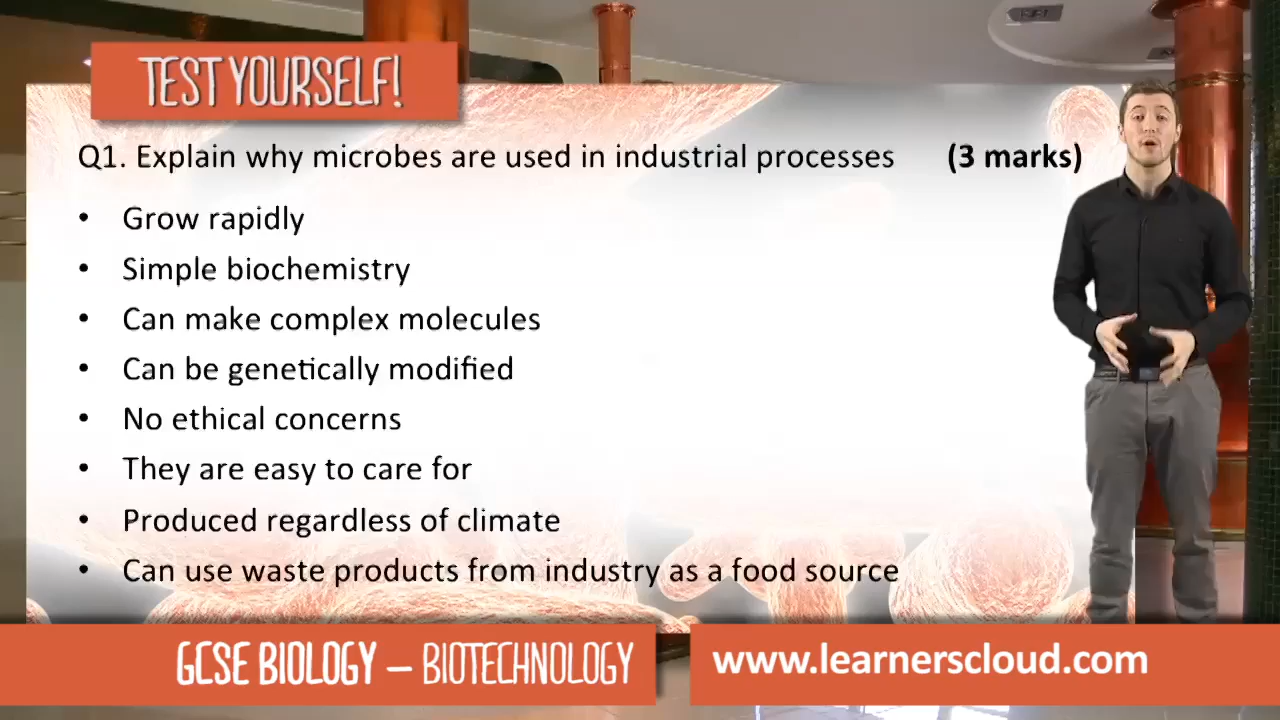 TEST YOURSELF!
Q1. Explain why microbes are used in industrial processes (3 marks)
• Grow rapidly
• Simple biochemistry
• Can make complex molecules
• Can be genetically modified
• No ethical concerns
• They are easy to care for
• Produced regardless of climate
• Can use waste products from industry as a food source
GCSE BIOLOGY – BIOTECHNOLOGY
www.learnerscloud.com